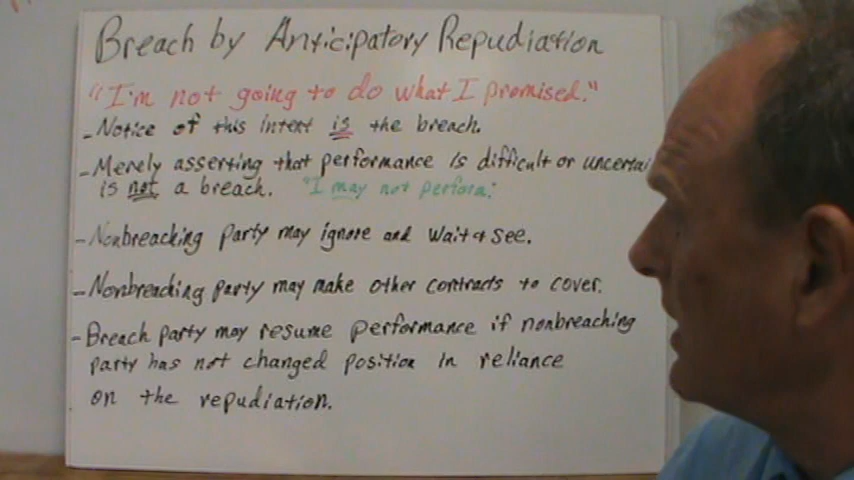 Breach by Anticipatory Repudiation
"I'm not going to do what I promised."
- Notice of this intent is the breach.
- Merely asserting that performance is difficult or uncertai
is not a breach. "I may not perform."
- Nonbreaching party may ignore and wait & see.
- Nonbreaching party may make other contracts to cover.
- Breach party may resume performance if nonbreaching
party has not changed position in reliance
on the repudiation.